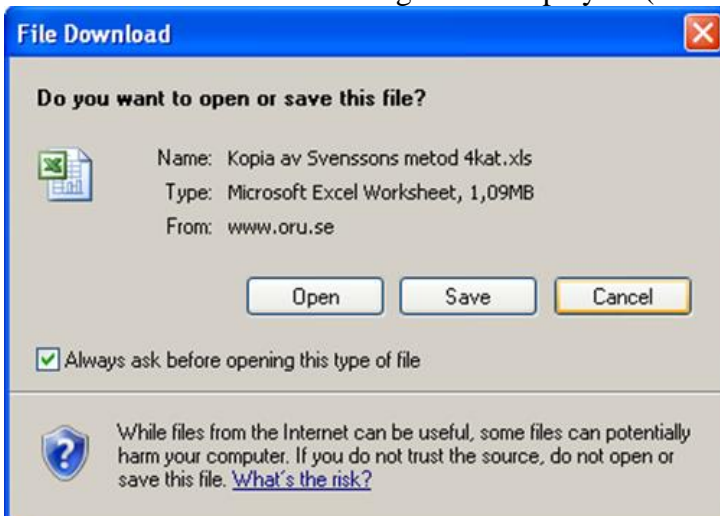 File Download
Do you want to open or save this file?
Name: Kopia av Svenssons metod 4kat.xls
Type: Microsoft Excel Worksheet, 1,09MB
From: www.oru.se
Open Save Cancel
Always ask before opening this type of file
While files from the Internet can be useful, some files can potentially
harm your computer. If you do not trust the source, do not open or
save this file. What's the risk?